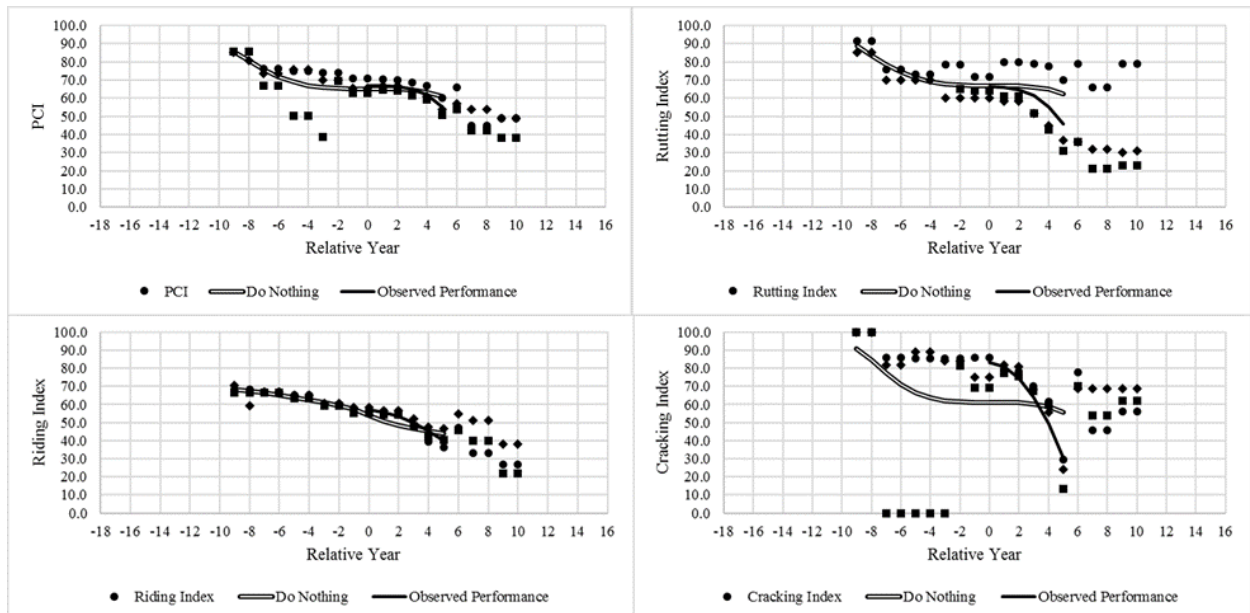 100.0
90.0
80.0
70.0
60.0
50.0
40.0
30.0
20.0
10.0
0.0
PCI
-18 -16 -14 -12 -10 -8 -6 -4 -2 0 2 4 6 8 10 12 14 16
Relative Year
PCI Do Nothing Observed Performance
100.0
90.0
80.0
70.0
60.0
50.0
40.0
30.0
20.0
10.0
0.0
Rutting Index
-18 -16 -14 -12 -10 -8 -6 -4 -2 0 2 4 6 8 10 12 14 16
Relative Year
Rutting Index Do Nothing Observed Performance
100.0
90.0
80.0
70.0
60.0
50.0
40.0
30.0
20.0
10.0
0.0
Riding Index
-18 -16 -14 -12 -10 -8 -6 -4 -2 0 2 4 6 8 10 12 14 16
Relative Year
Riding Index Do Nothing Observed Performance
100.0
90.0
80.0
70.0
60.0
50.0
40.0
30.0
20.0
10.0
0.0
Cracking Index
-18 -16 -14 -12 -10 -8 -6 -4 -2 0 2 4 6 8 10 12 14 16
Relative Year
Cracking Index Do Nothing Observed Performance